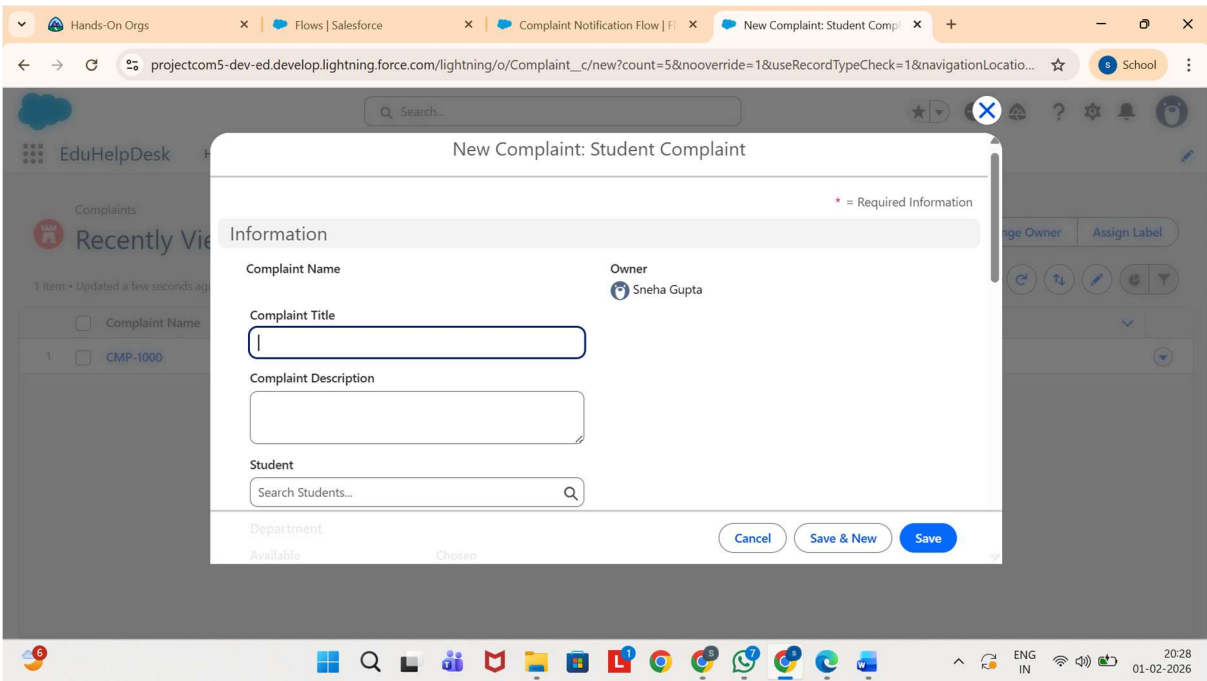 Hands-On Orgs
Flows | Salesforce
Complaint Notification Flow | Fl
New Complaint: Student Compl
projectcom5-dev-ed.develop.lightning.force.com/lightning/o/Complaint__c/new?count=5&nooverride=1&useRecordTypeCheck=1&navigationLocatio...
s School
Search...
EduHelpDesk
H
New Complaint: Student Complaint
* = Required Information
Complaints
Recently Vie
nge Owner
Assign Label
Information
1 item • Updated a few seconds ag
Complaint Name
Owner
Sneha Gupta
Complaint Name
Complaint Title
1
CMP-1000
Complaint Description
Student
Search Students...
Department
Available
Chosen
Cancel
Save & New
Save
6
L
1
S
7
s
W
ENG
IN
20:28
01-02-2026